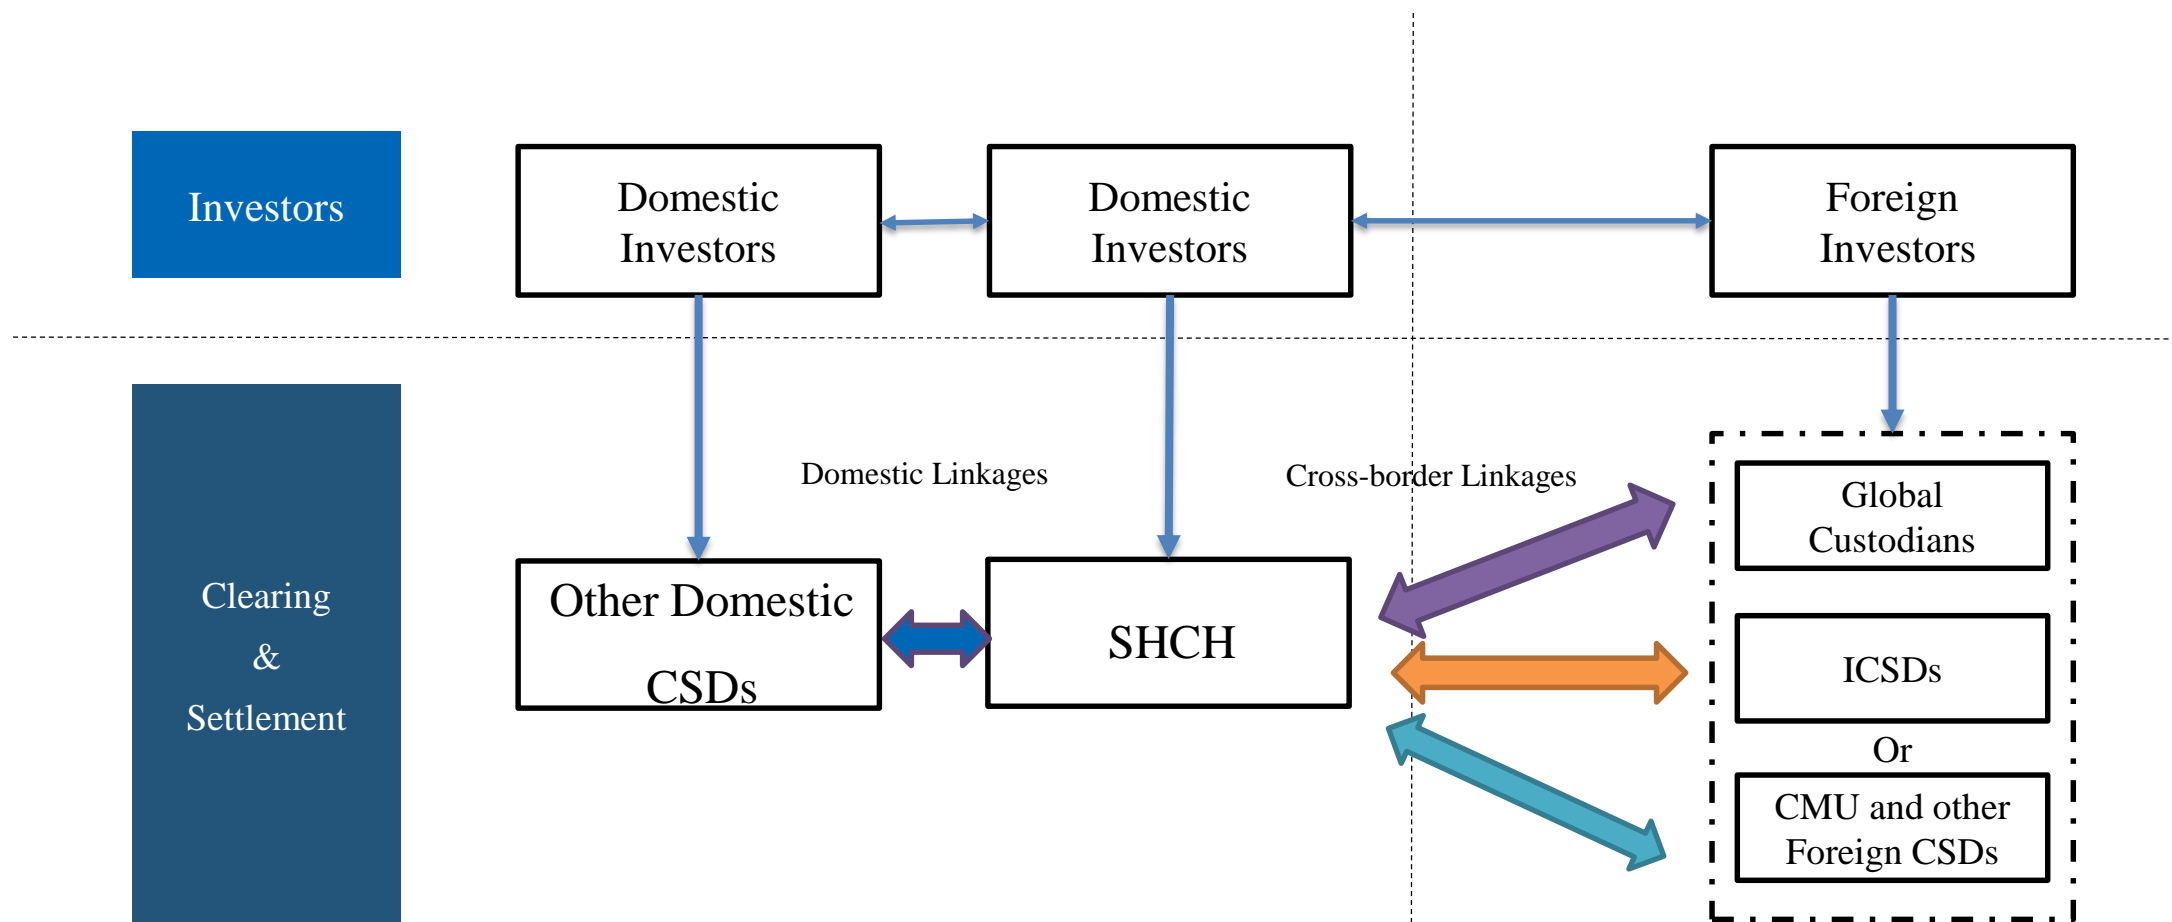 Investors
Domestic
Investors
Domestic
Investors
Foreign
Investors
Domestic Linkages
Cross-border Linkages
Clearing
&
Settlement
Other Domestic
CSDs
SHCH
Global
Custodians
ICSDs
Or
CMU and other
Foreign CSDs